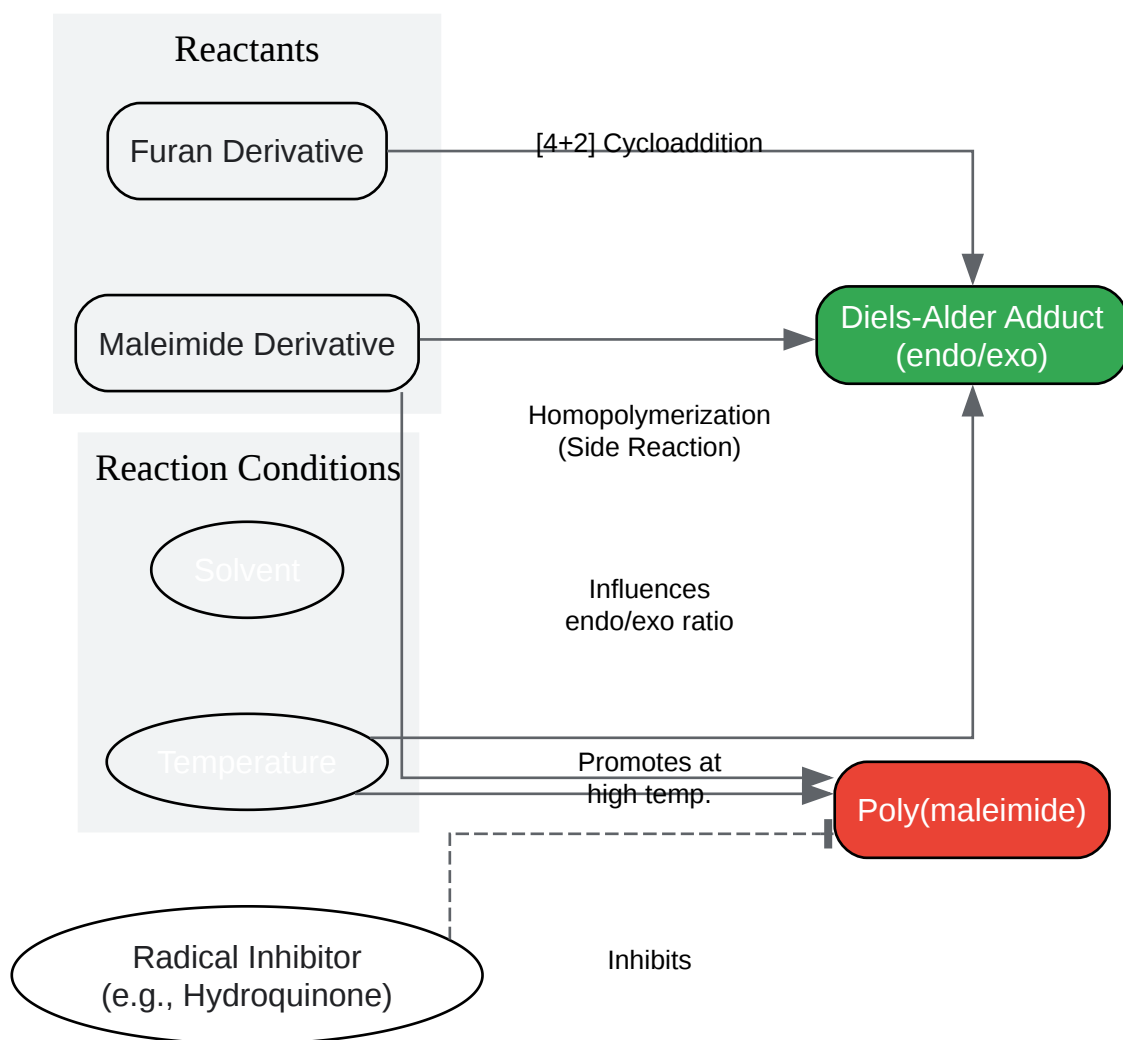 Reactants
Furan Derivative
[4+2] Cycloaddition
Maleimide Derivative
Diels-Alder Adduct
(endo/exo)
Homopolymerization
(Side Reaction)
Reaction Conditions
Solvent
Influences
endo/exo ratio
Temperature
Promotes at
high temp.
Poly(maleimide)
Radical Inhibitor
(e.g., Hydroquinone)
Inhibits